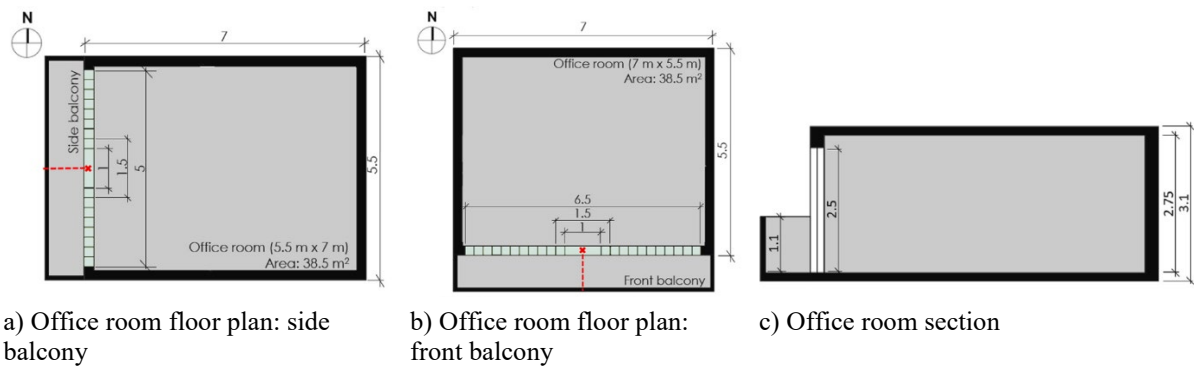 N
7
Side balcony
1
1.5
5
5.5
Office room (5.5 m x 7 m)
Area: 38.5 m²
N
7
Office room (7 m x 5.5 m)
Area: 38.5 m²
5.5
6.5
1.5
1
Front balcony
1.1
2.5
2.75
3.1
a) Office room floor plan: side
balcony
b) Office room floor plan:
front balcony
c) Office room section